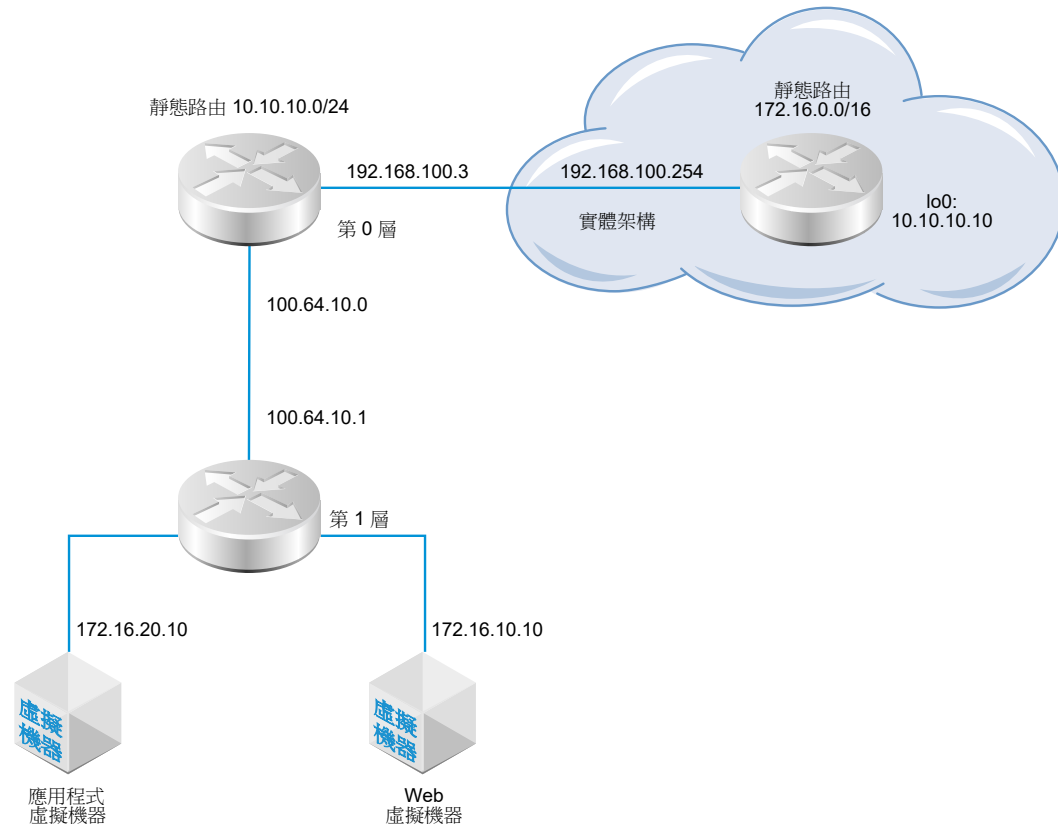 靜態路由 10.10.10.0/24
靜態路由
172.16.0.0/16
192.168.100.3
192.168.100.254
lo0:
10.10.10.10
第 0 層
實體架構
100.64.10.0
100.64.10.1
第 1 層
172.16.20.10
172.16.10.10
虛擬
機器
虛擬
機器
應用程式
虛擬機器
Web
虛擬機器